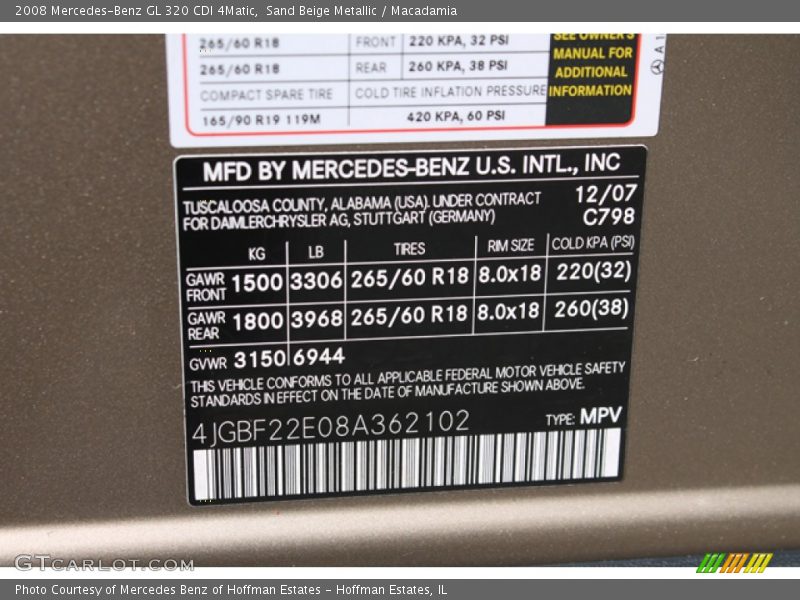 2008 Mercedes-Benz GL 320 CDI 4Matic,  Sand Beige Metallic / Macadamia
265/60 R18 FRONT 220 KPA, 32 PSI
265/60 R18 REAR 260 KPA, 38 PSI
COMPACT SPARE TIRE COLD TIRE INFLATION PRESSURE
165/90 R19 119M 420 KPA, 60 PSI
SEE OWNER'S
MANUAL FOR
ADDITIONAL
INFORMATION
A 1
MFD BY MERCEDES-BENZ U.S. INTL., INC
TUSCALOOSA COUNTY, ALABAMA (USA). UNDER CONTRACT 12/07
FOR DAIMLERCHRYSLER AG, STUTTGART (GERMANY) C798
KG LB TIRES RIM SIZE COLD KPA (PSI)
GAWR FRONT 1500 3306 265/60 R18 8.0x18 220(32)
GAWR REAR 1800 3968 265/60 R18 8.0x18 260(38)
GVWR 3150 6944
THIS VEHICLE CONFORMS TO ALL APPLICABLE FEDERAL MOTOR VEHICLE SAFETY
STANDARDS IN EFFECT ON THE DATE OF MANUFACTURE SHOWN ABOVE.
4JGBF22E08A362102 TYPE: MPV
GTCARLOT.COM
Photo Courtesy of Mercedes Benz of Hoffman Estates - Hoffman Estates, IL